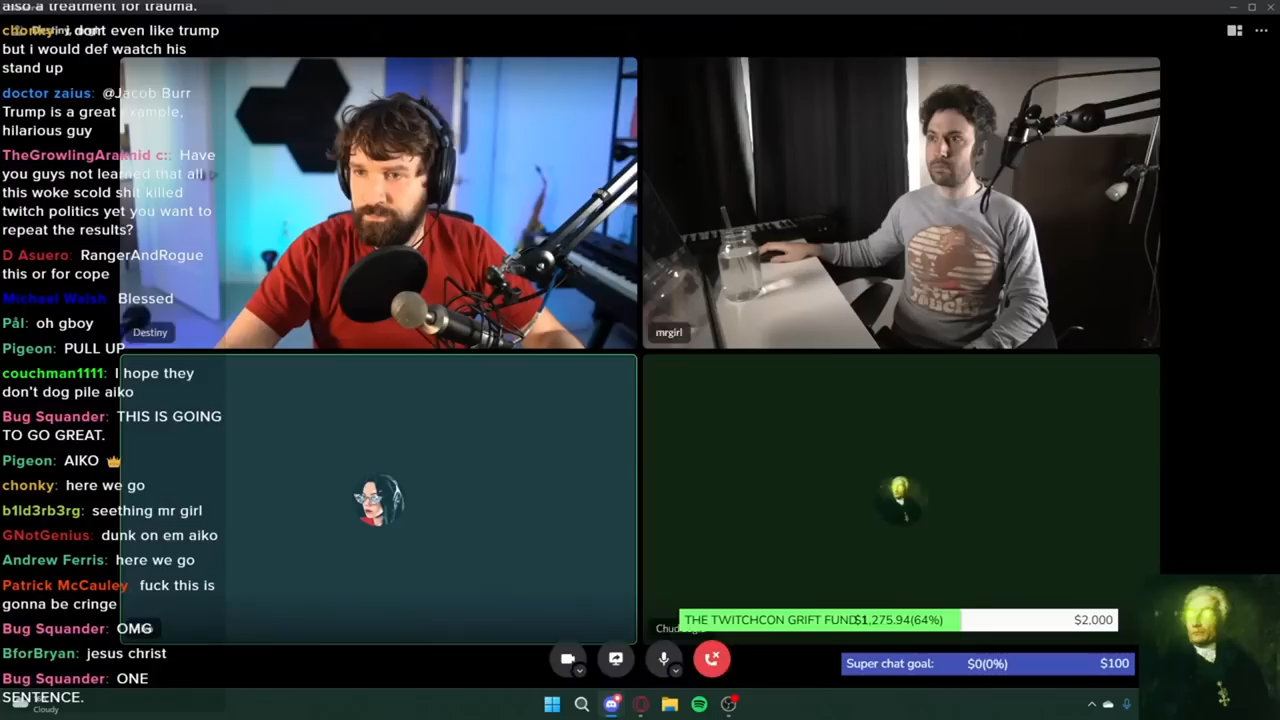 also a treatment for trauma.
chonky: i dont even like trump
but i would def waatch his
stand up
doctor zaius: @Jacob Burr
Trump is a great example,
hilarious guy
TheGrowlingAraknid c:: Have
you guys not learned that all
this woke scold shit killed
twitch politics yet you want to
repeat the results?
D Asuero: RangerAndRogue
this or for cope
Michael Walsh: Blessed
Pål: oh gboy
Pigeon: PULL UP
couchman1111: I hope they
don't dog pile aiko
Bug Squander: THIS IS GOING
TO GO GREAT.
Pigeon: AIKO 👑
chonky: here we go
b1ld3rb3rg: seething mr girl
GNotGenius: dunk on em aiko
Andrew Ferris: here we go
Patrick McCauley fuck this is
gonna be cringe
Bug Squander: OMG
BforBryan: jesus christ
Bug Squander: ONE
SENTENCE.
Cloudy
Destiny
mrgirl
THE TWITCHCON GRIFT FUND $1,275.94(64%) $2,000
Super chat goal: $0(0%) $100